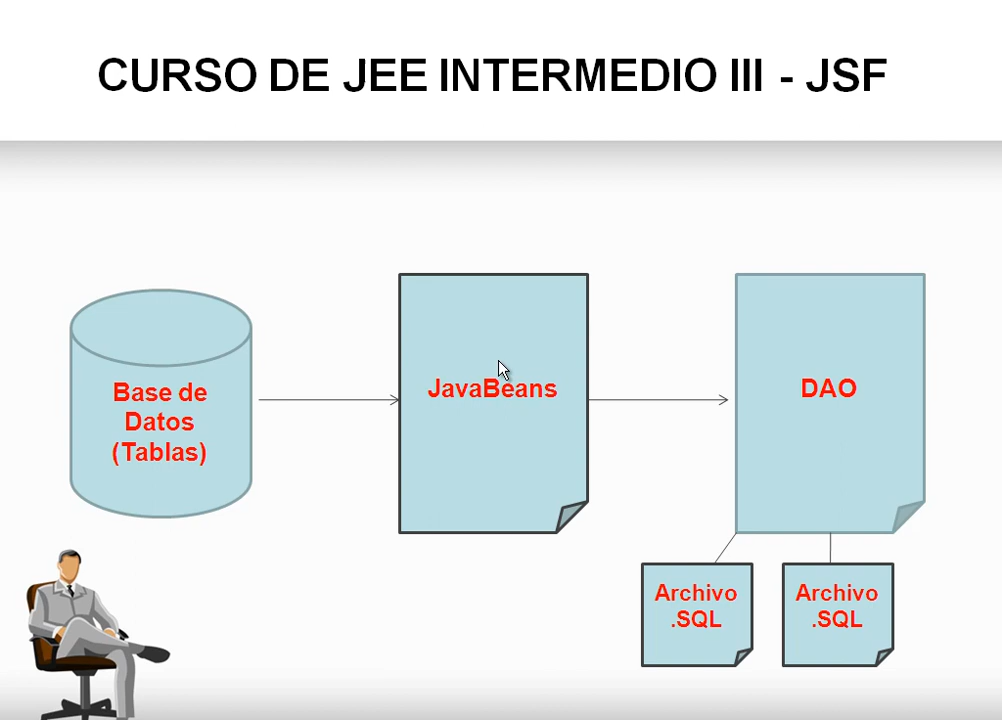 CURSO DE JEE INTERMEDIO III - JSF
Base de
Datos
(Tablas)
JavaBeans
DAO
Archivo
.SQL
Archivo
.SQL